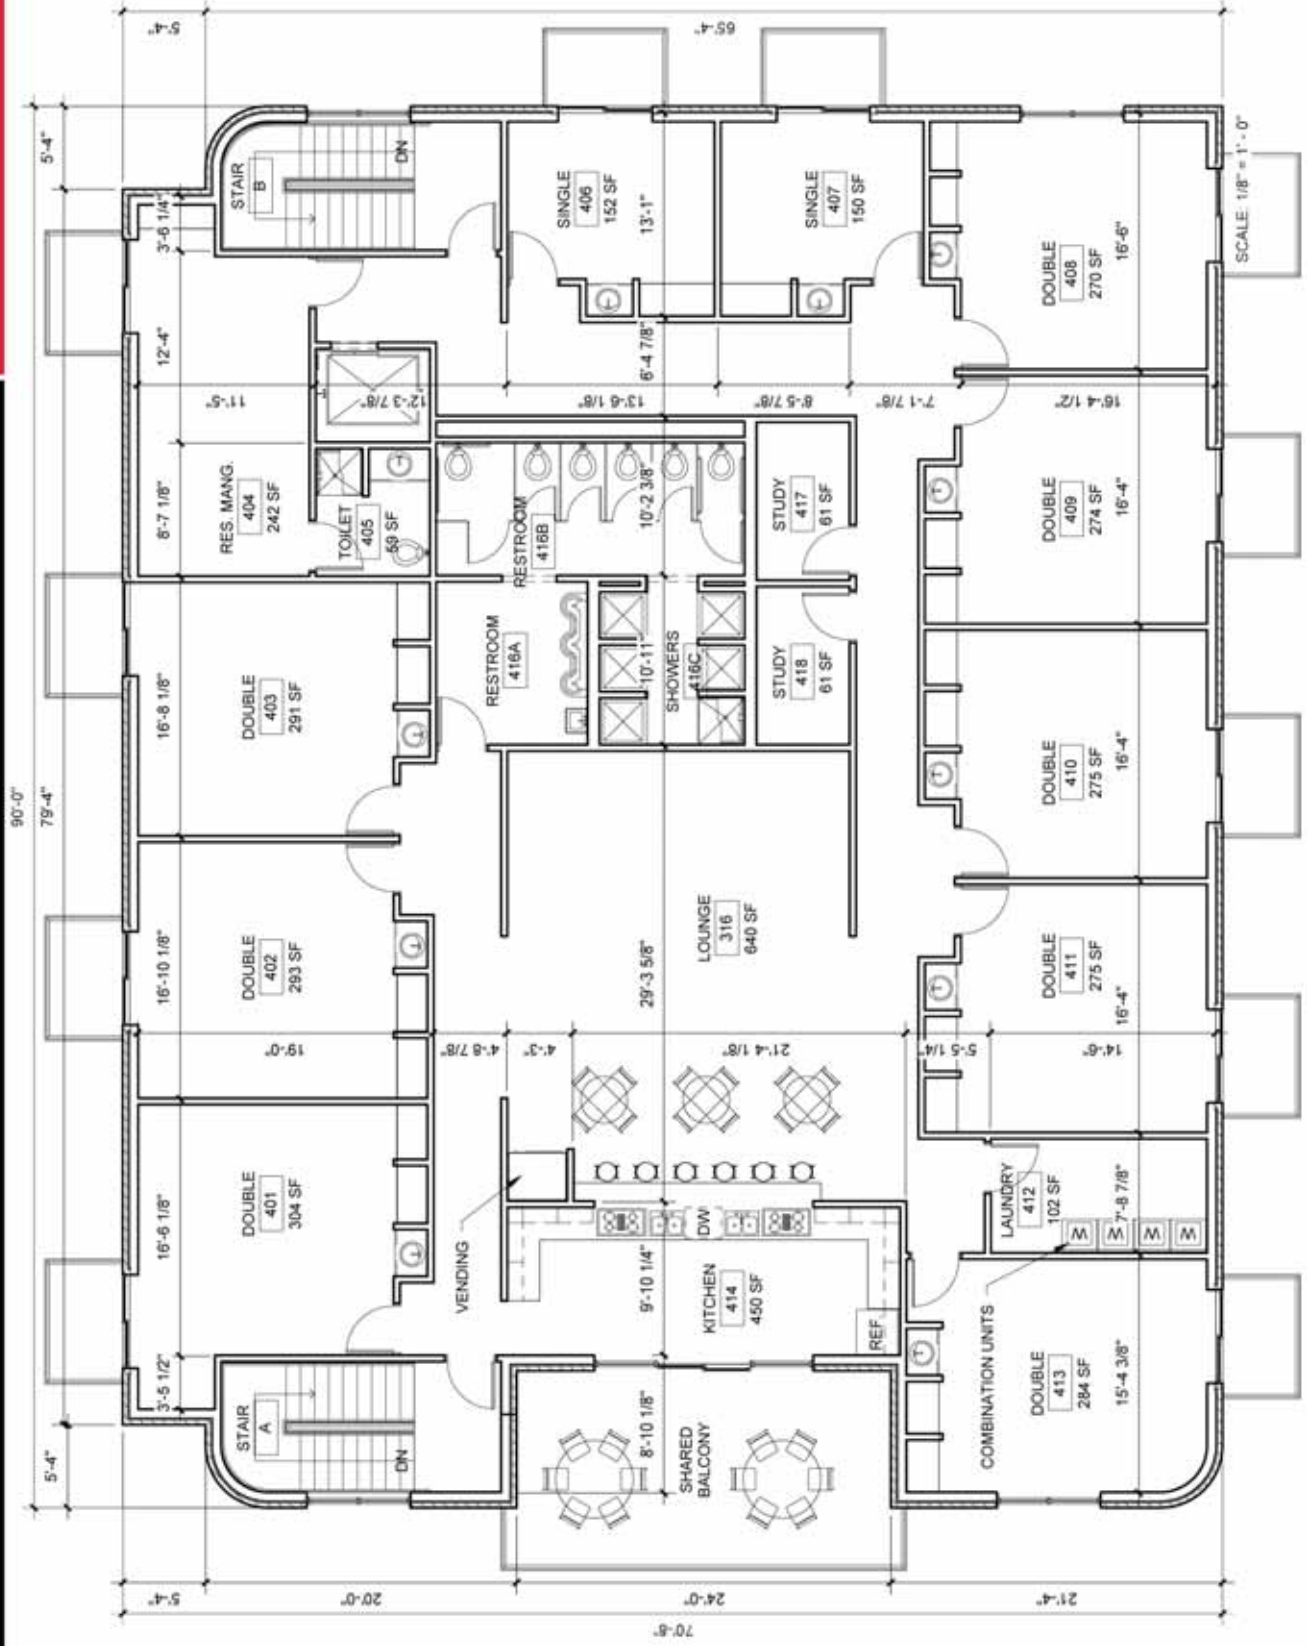 90'-0"
79'-4"
5'-4"
5'-4"
5'-4"
65'-4"
3'-5 1/2"
16'-6 1/8"
16'-10 1/8"
16'-8 1/8"
8'-7 1/8"
12'-4"
3'-6 1/4"
STAIR
A
DN
DOUBLE
401
304 SF
DOUBLE
402
293 SF
DOUBLE
403
291 SF
RES. MANG.
404
242 SF
TOILET
405
59 SF
STAIR
B
DN
19'-0"
11'-5"
12'-3 7/8"
4'-8 7/8"
4'-3"
21'-4 1/8"
5'-5 1/4"
14'-6"
13'-6 1/8"
8'-5 7/8"
7'-1 7/8"
16'-4 1/2"
VENDING
RESTROOM
416A
RESTROOM
416B
SHOWERS
416C
SINGLE
406
152 SF
SINGLE
407
150 SF
8'-10 1/8"
9'-10 1/4"
29'-3 5/8"
10'-11"
10'-2 3/8"
6'-4 7/8"
13'-1"
SHARED
BALCONY
KITCHEN
414
450 SF
DW
REF.
LOUNGE
316
640 SF
STUDY
418
61 SF
STUDY
417
61 SF
COMBINATION UNITS
LAUNDRY
412
102 SF
W
W
W
W
DOUBLE
413
284 SF
DOUBLE
411
275 SF
DOUBLE
410
275 SF
DOUBLE
409
274 SF
DOUBLE
408
270 SF
15'-4 3/8"
7'-8 7/8"
16'-4"
16'-4"
16'-4"
16'-6"
5'-4"
20'-0"
24'-0"
21'-4"
70'-8"
SCALE: 1/8" = 1' - 0"